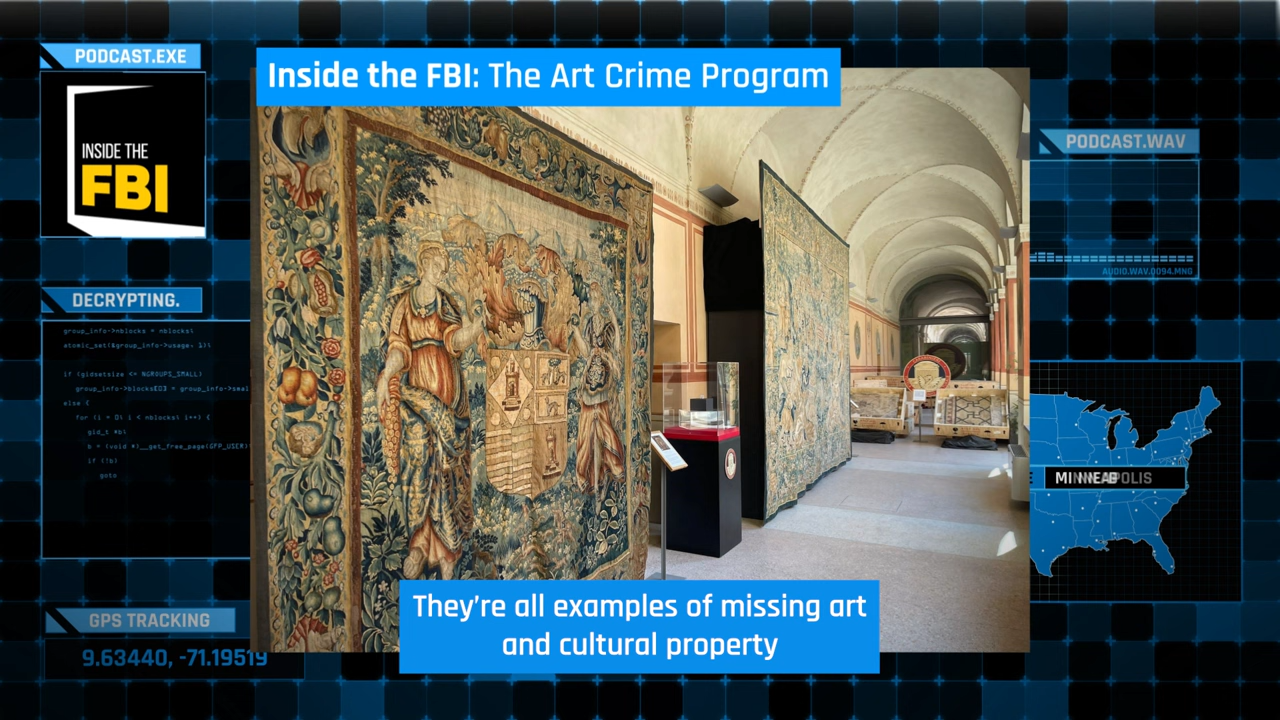 PODCAST.EXE
INSIDE THE
FBI
Inside the FBI: The Art Crime Program
PODCAST.WAV
AUDIO.WAV.0094.MNG
DECRYPTING.
group_info->nblocks = nblocks;
atomic_set(&group_info->usage, 1);
if (gidsetsize <= NGROUPS_SMALL)
group_info->blocks[0] = group_info->smal
else {
for (i = 0; i < nblocks; i++) {
gid_t *b;
b = (void *)__get_free_page(GFP_USER)
if (!b)
goto
GPS TRACKING
9.63440, -71.19519
They're all examples of missing art
and cultural property